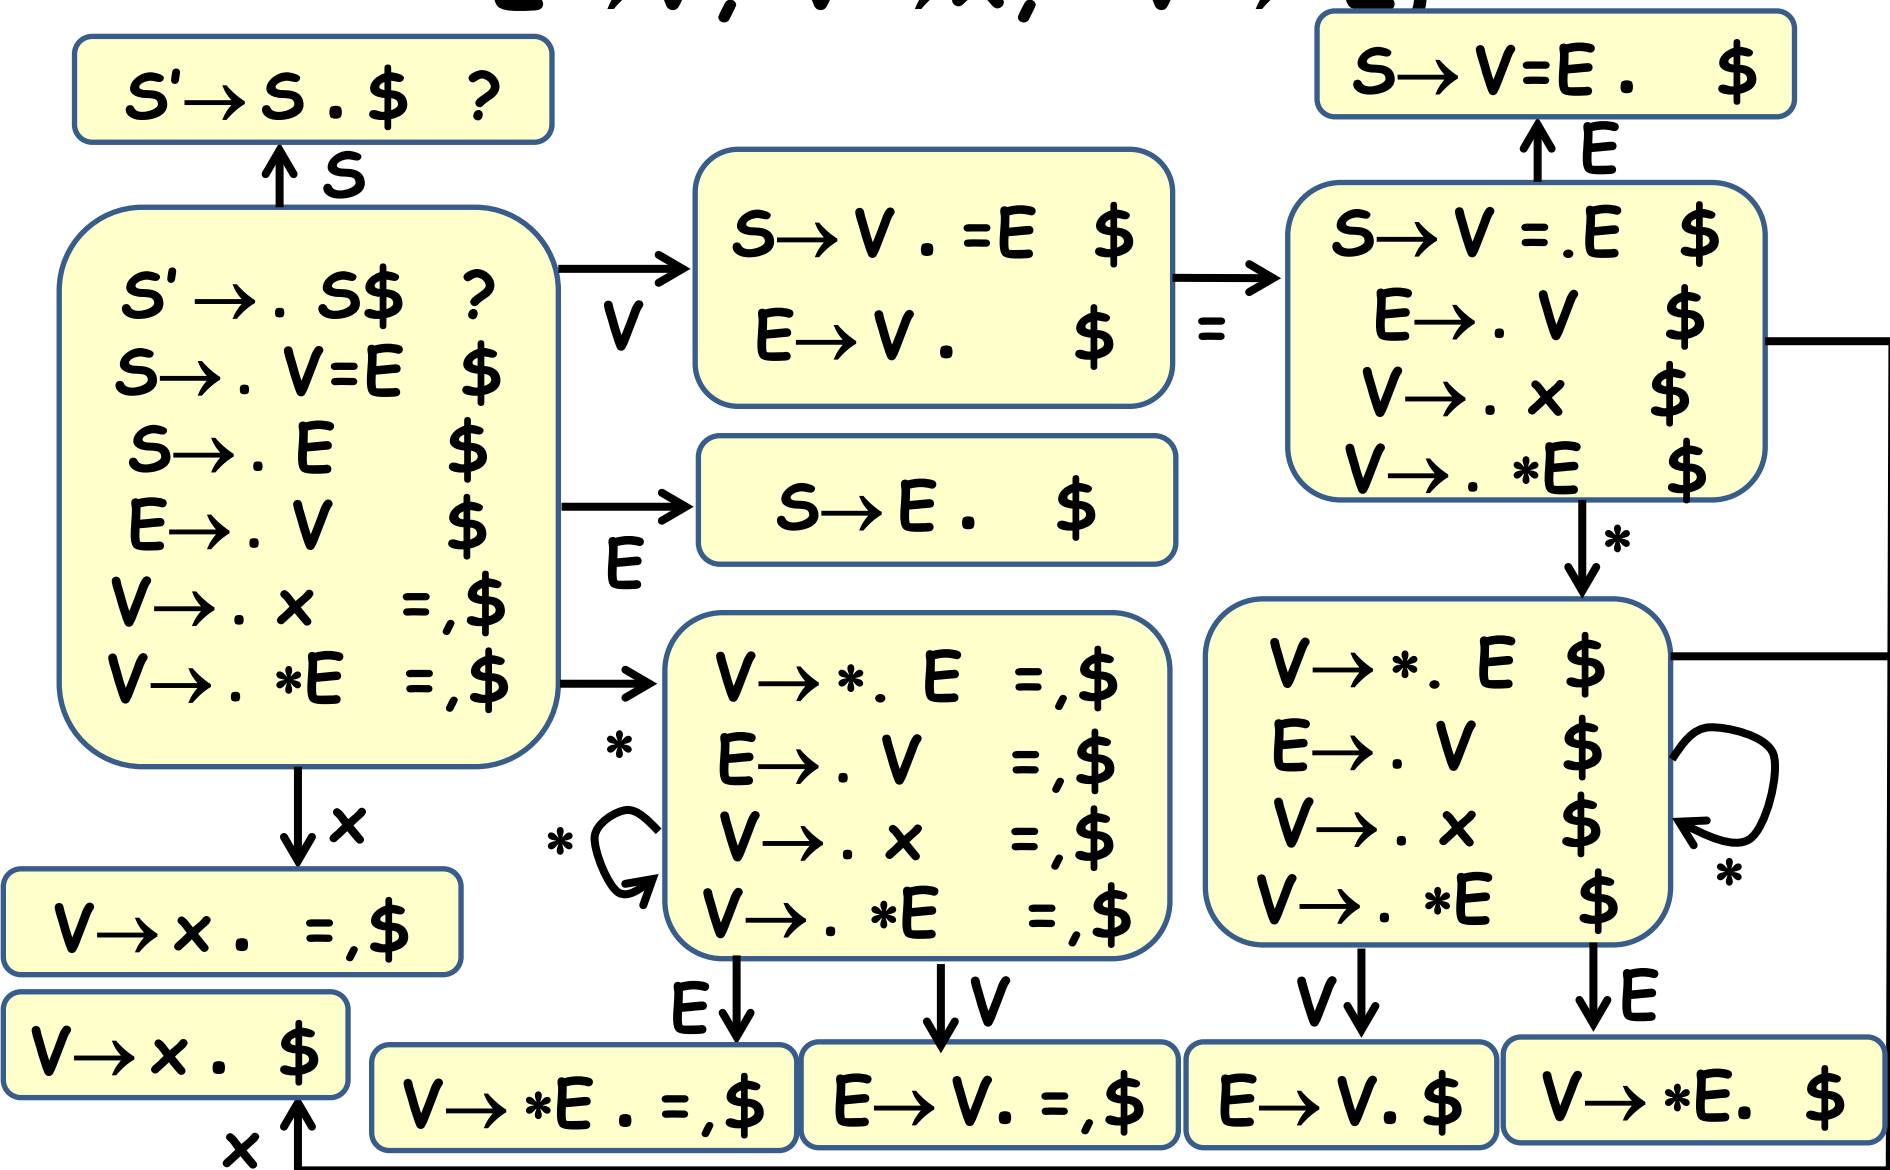 S'→S.$ ?
S
S'→.S$ ?
S→.V=E $
S→.E $
E→.V $
V→.x =,$
V→.*E =,$
V
S→V.=E $
E→V. $
=
S→V=E. $
E
S→V=.E $
E→.V $
V→.x $
V→.*E $
E
S→E. $
*
*
V→*.E =,$
E→.V =,$
V→.x =,$
V→.*E =,$
*
V→*.E $
E→.V $
V→.x $
V→.*E $
*
x
V→x. =,$
V→x. $
x
E
V
V
E
V→*E. =,$
E→V. =,$
E→V. $
V→*E. $